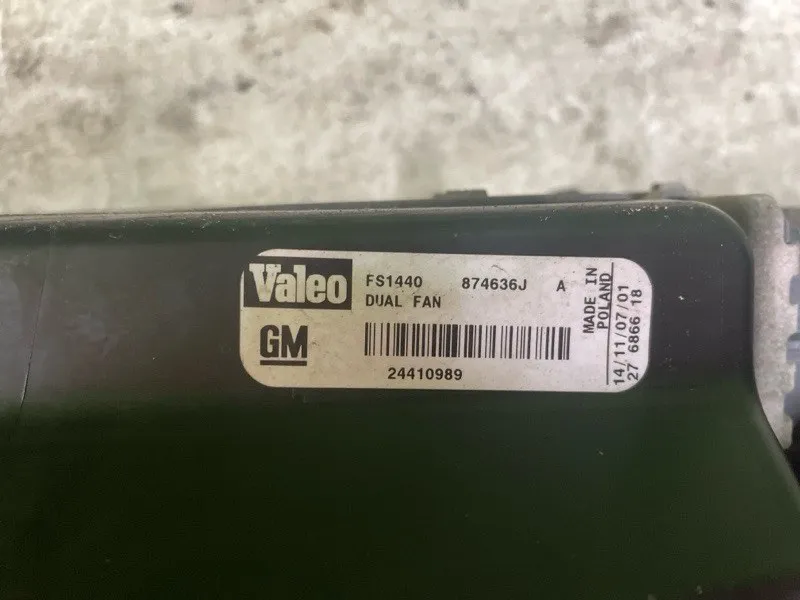 Valeo
FS1440 874636J A
DUAL FAN
GM
24410989
MADE IN
POLAND
14/11/07/01
27 6866 18